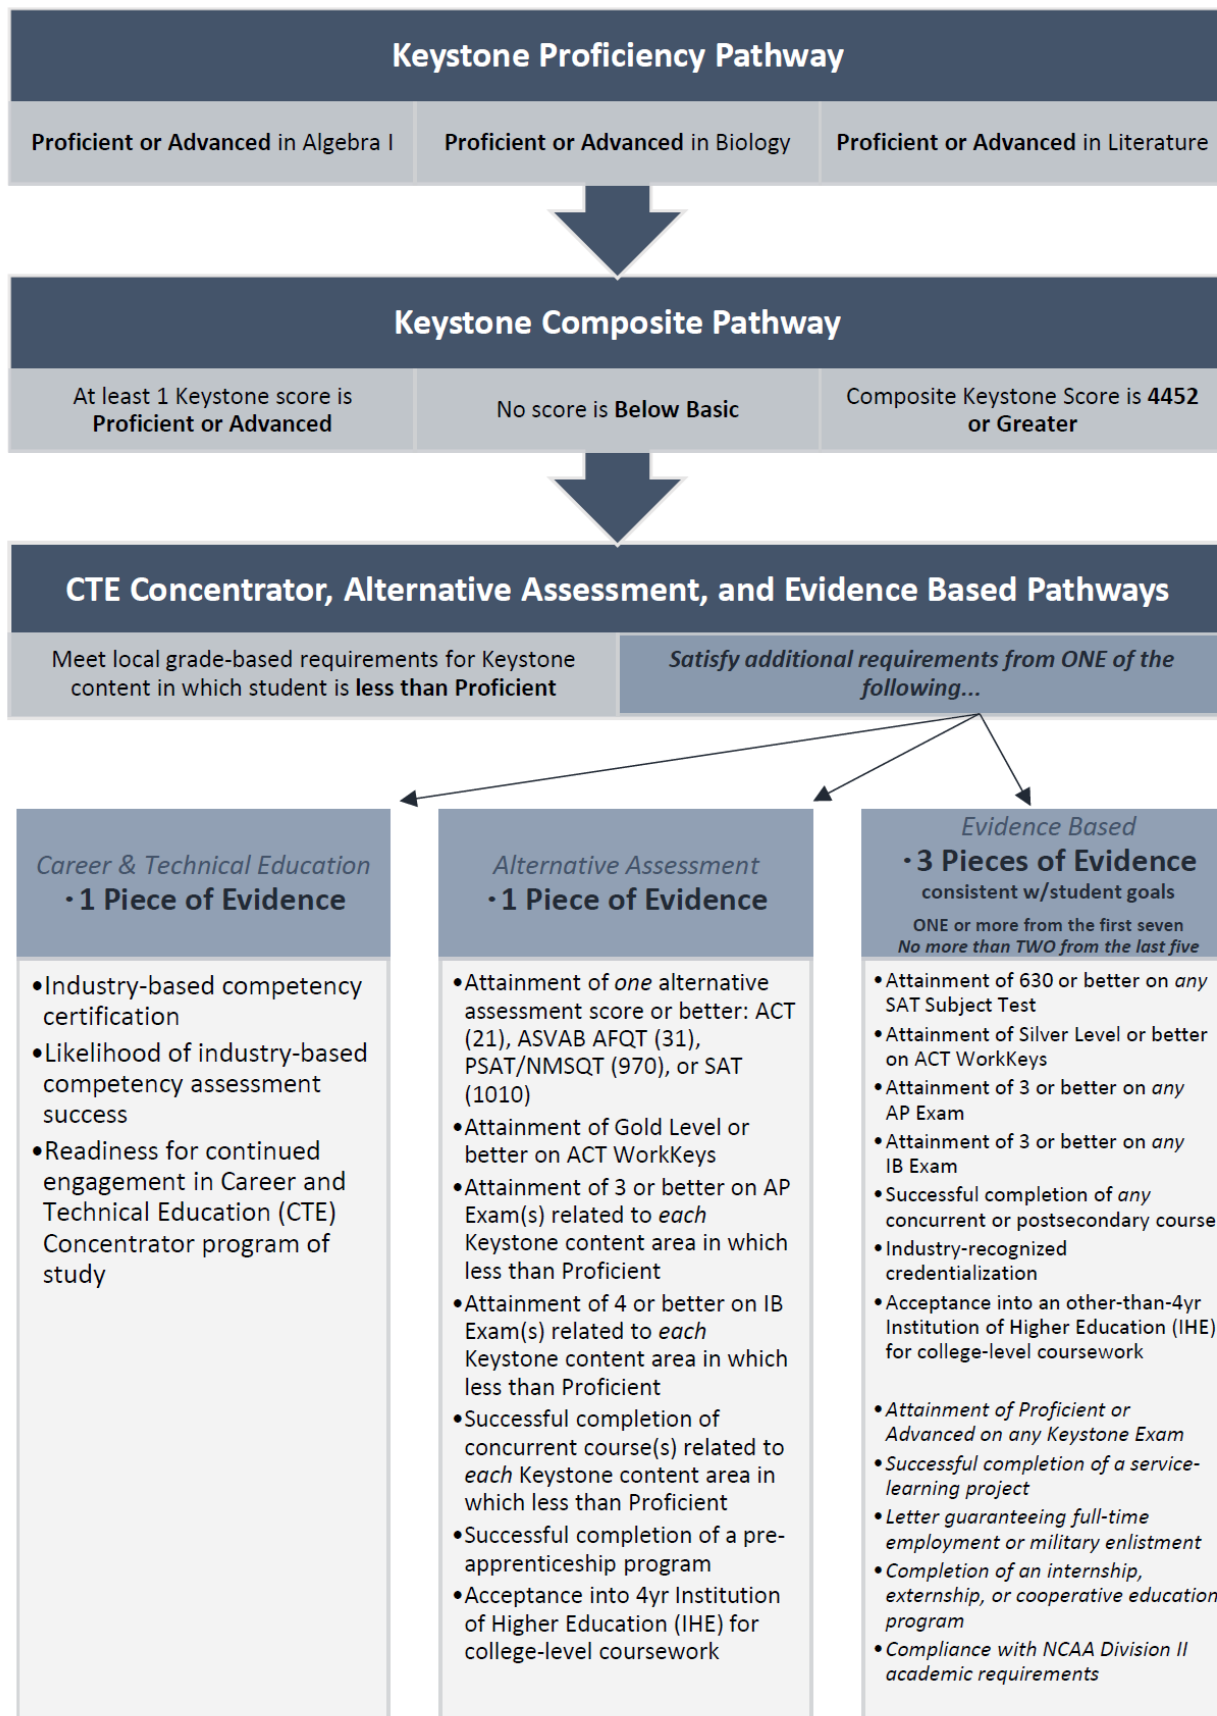 Keystone Proficiency Pathway
Proficient or Advanced in Algebra I
Proficient or Advanced in Biology
Proficient or Advanced in Literature
Keystone Composite Pathway
At least 1 Keystone score is
Proficient or Advanced
No score is Below Basic
Composite Keystone Score is 4452
or Greater
CTE Concentrator, Alternative Assessment, and Evidence Based Pathways
Meet local grade-based requirements for Keystone
content in which student is less than Proficient
Satisfy additional requirements from ONE of the
following...
Career & Technical Education
· 1 Piece of Evidence
•Industry-based competency
certification
•Likelihood of industry-based
competency assessment
success
•Readiness for continued
engagement in Career and
Technical Education (CTE)
Concentrator program of
study
Alternative Assessment
· 1 Piece of Evidence
•Attainment of one alternative
assessment score or better: ACT
(21), ASVAB AFQT (31),
PSAT/NMSQT (970), or SAT
(1010)
•Attainment of Gold Level or
better on ACT WorkKeys
•Attainment of 3 or better on AP
Exam(s) related to each
Keystone content area in which
less than Proficient
•Attainment of 4 or better on IB
Exam(s) related to each
Keystone content area in which
less than Proficient
•Successful completion of
concurrent course(s) related to
each Keystone content area in
which less than Proficient
•Successful completion of a pre-
apprenticeship program
•Acceptance into 4yr Institution
of Higher Education (IHE) for
college-level coursework
Evidence Based
· 3 Pieces of Evidence
consistent w/student goals
ONE or more from the first seven
No more than TWO from the last five
•Attainment of 630 or better on any
SAT Subject Test
•Attainment of Silver Level or better
on ACT WorkKeys
•Attainment of 3 or better on any
AP Exam
•Attainment of 3 or better on any
IB Exam
•Successful completion of any
concurrent or postsecondary course
•Industry-recognized
credentialization
•Acceptance into an other-than-4yr
Institution of Higher Education (IHE)
for college-level coursework
•Attainment of Proficient or
Advanced on any Keystone Exam
•Successful completion of a service-
learning project
•Letter guaranteeing full-time
employment or military enlistment
•Completion of an internship,
externship, or cooperative education
program
•Compliance with NCAA Division II
academic requirements